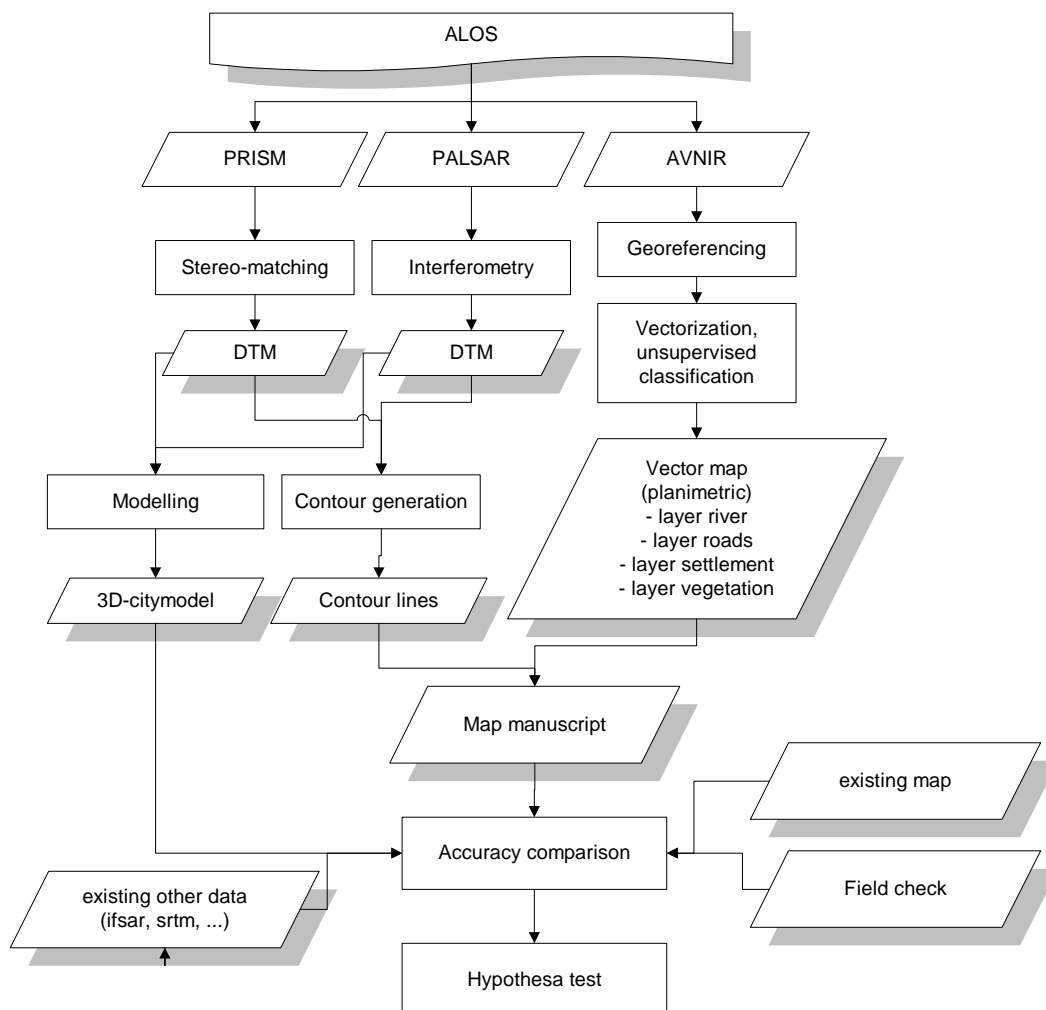 ALOS
PRISM
PALSAR
AVNIR
Stereo-matching
Interferometry
Georeferencing
DTM
DTM
Vectorization,
unsupervised
classification
Modelling
Contour generation
Vector map
(planimetric)
- layer river
- layer roads
- layer settlement
- layer vegetation
3D-citymodel
Contour lines
Map manuscript
existing map
Accuracy comparison
Field check
existing other data
(ifsar, srtm, ...)
Hypothesa test